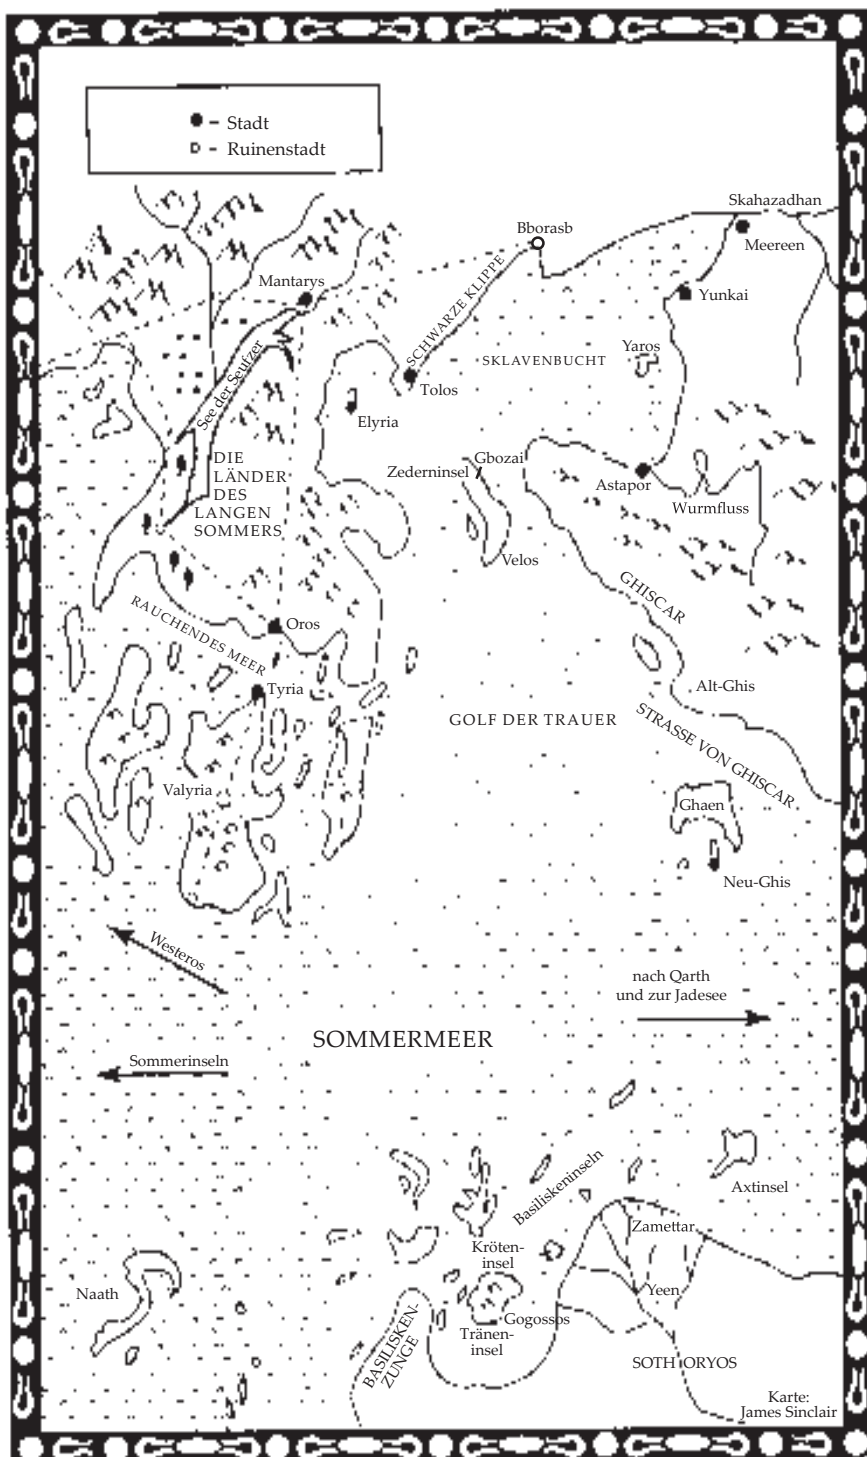 - Stadt
- Ruinenstadt
Skahazadhan
Bborasb
Meereen
Mantarys
Yunkai
SCHWARZE KLIPPE
Yaros
SKLAVENBUCHT
See der Seufzer
Tolos
Elyria
DIE
LÄNDER
DES
LANGEN
SOMMERS
Gbozai
Zederninsel
Astapor
Wurmfluss
Velos
GHISCAR
RAUCHENDES MEER
Oros
Tyria
Alt-Ghis
GOLF DER TRAUER
STRASSE VON GHISCAR
Valyria
Ghaen
Neu-Ghis
Westeros
nach Qarth
und zur Jadesee
SOMMERMEER
Sommerinseln
Axtinsel
Basiliskeninseln
Zamettar
Kröten-
insel
Naath
Yeen
Gogossos
Tränen-
insel
BASILISKEN-
ZUNGE
SOTHORYOS
Karte:
James Sinclair